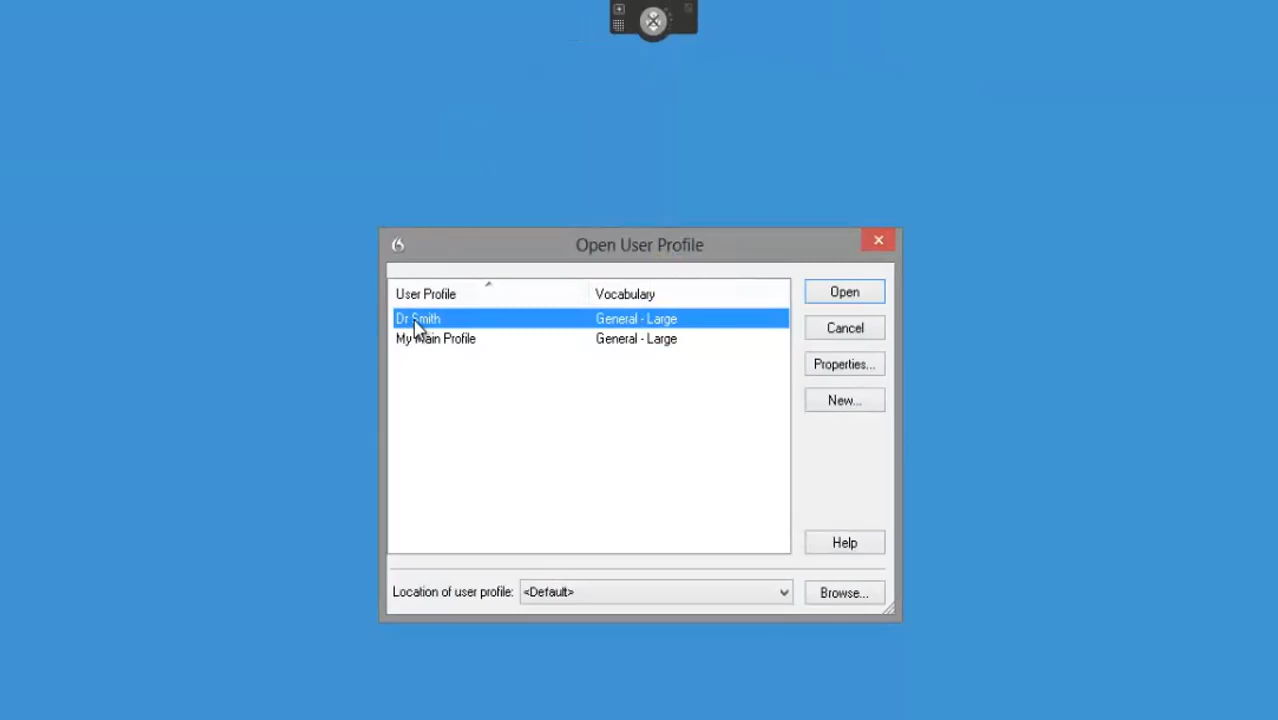 Open User Profile
User Profile Vocabulary
Dr Smith General - Large
My Main Profile General - Large
Open
Cancel
Properties...
New...
Help
Location of user profile: <Default> Browse...